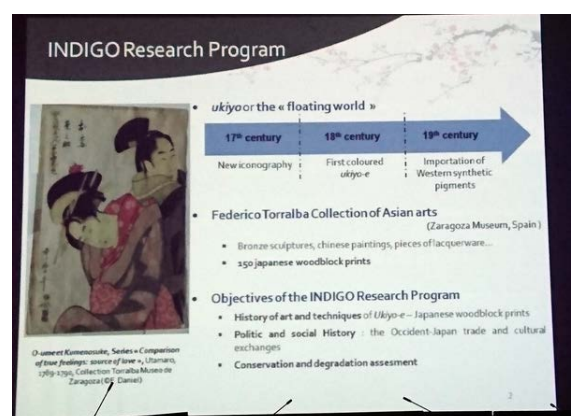 INDIGO Research Program
• ukiyo or the « floating world »
17th century
18th century
19th century
New iconography
First coloured
ukiyo-e
Importation of
Western synthetic
pigments
• Federico Torralba Collection of Asian arts
(Zaragoza Museum, Spain )
• Bronze sculptures, chinese paintings, pieces of lacquerware...
• 150 japanese woodblock prints
• Objectives of the INDIGO Research Program
• History of art and techniques of Ukiyo-e – Japanese woodblock prints
• Politic and social History : the Occident-Japan trade and cultural
exchanges
• Conservation and degradation assesment
O-ume et Kumenosuke, Series « Comparison
of true feelings: source of love », Utamaro,
1789-1790, Collection Torralba Museo de
Zaragoza (©F. Daniel)
2